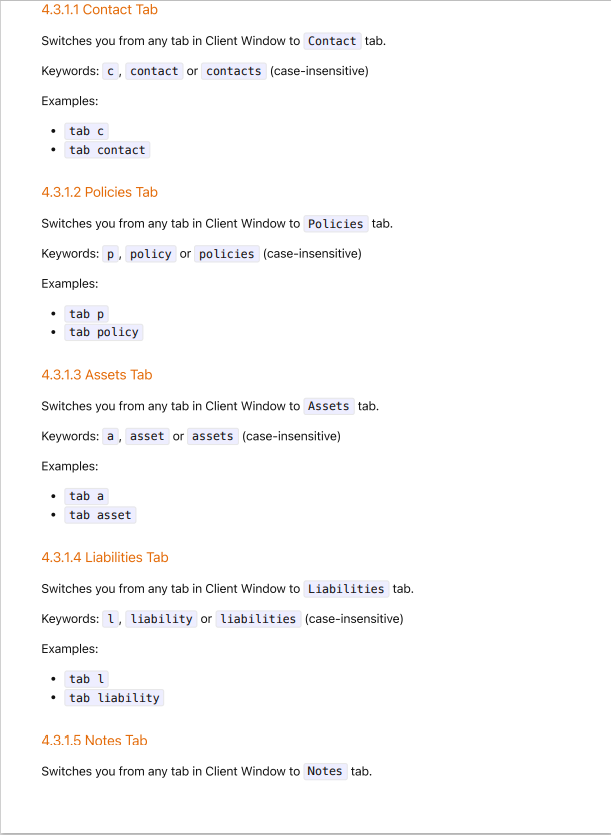 4.3.1.1 Contact Tab
Switches you from any tab in Client Window to Contact tab.
Keywords: c, contact or contacts (case-insensitive)
Examples:
• tab c
• tab contact
4.3.1.2 Policies Tab
Switches you from any tab in Client Window to Policies tab.
Keywords: p, policy or policies (case-insensitive)
Examples:
• tab p
• tab policy
4.3.1.3 Assets Tab
Switches you from any tab in Client Window to Assets tab.
Keywords: a, asset or assets (case-insensitive)
Examples:
• tab a
• tab asset
4.3.1.4 Liabilities Tab
Switches you from any tab in Client Window to Liabilities tab.
Keywords: l, liability or liabilities (case-insensitive)
Examples:
• tab l
• tab liability
4.3.1.5 Notes Tab
Switches you from any tab in Client Window to Notes tab.